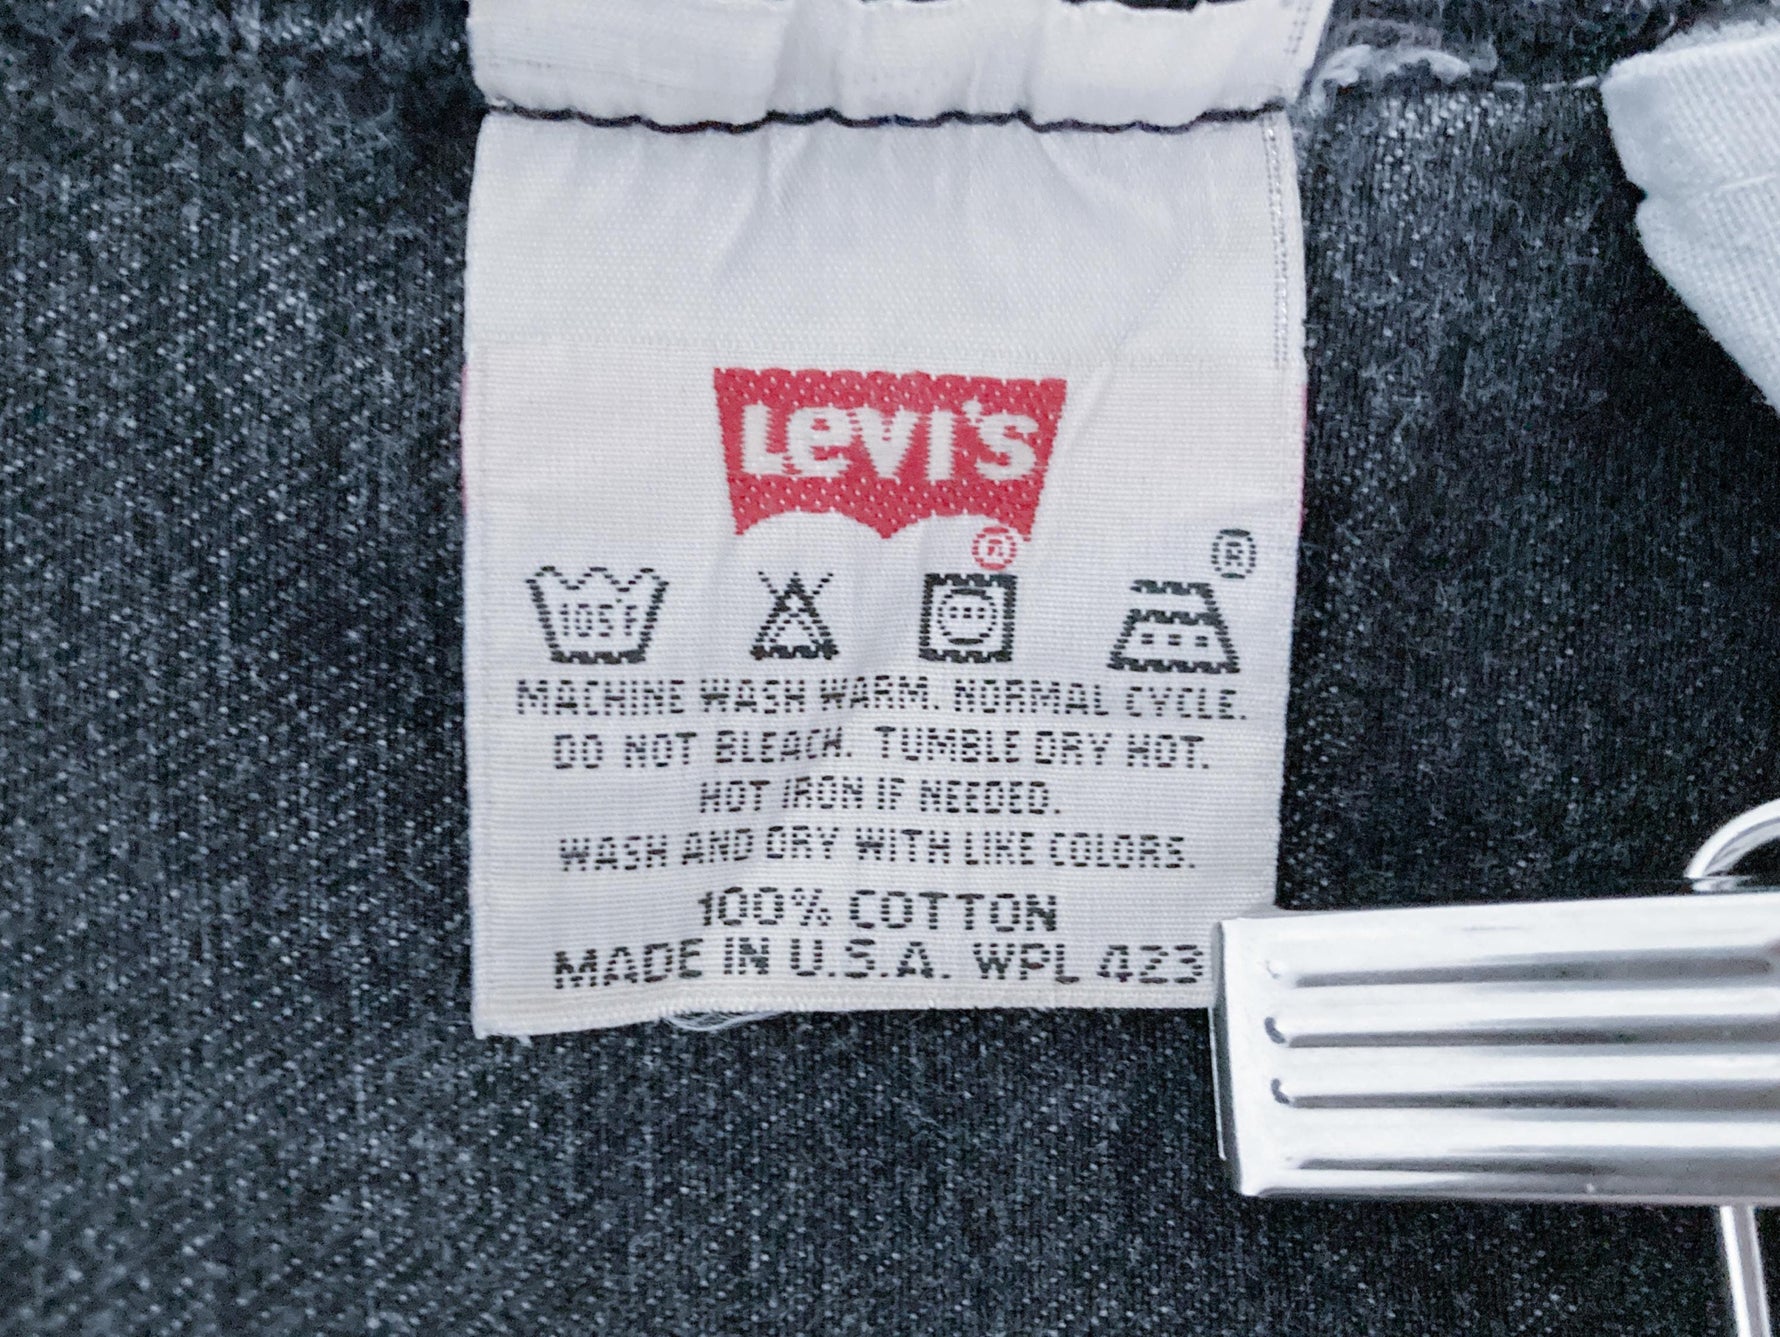 LEVI'S
®
®
105°F
MACHINE WASH WARM. NORMAL CYCLE.
DO NOT BLEACH. TUMBLE DRY HOT.
HOT IRON IF NEEDED.
WASH AND DRY WITH LIKE COLORS.
100% COTTON
MADE IN U.S.A. WPL 423